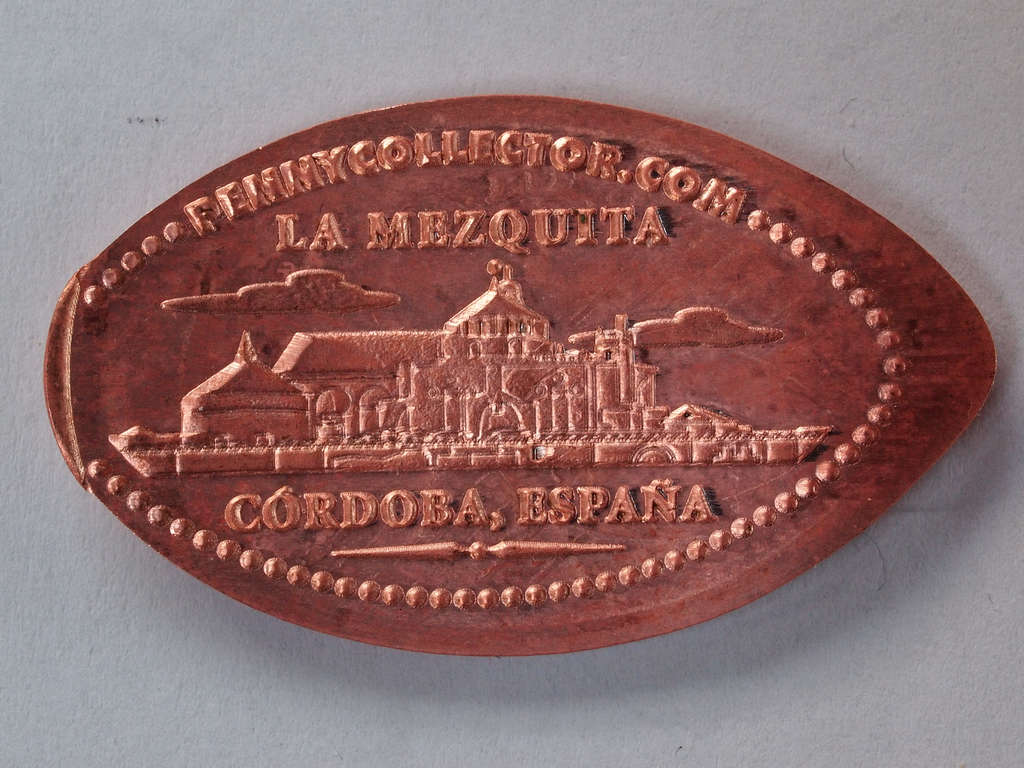 PENNYCOLLECTOR.COM
LA MEZQUITA
CÓRDOBA, ESPAÑA